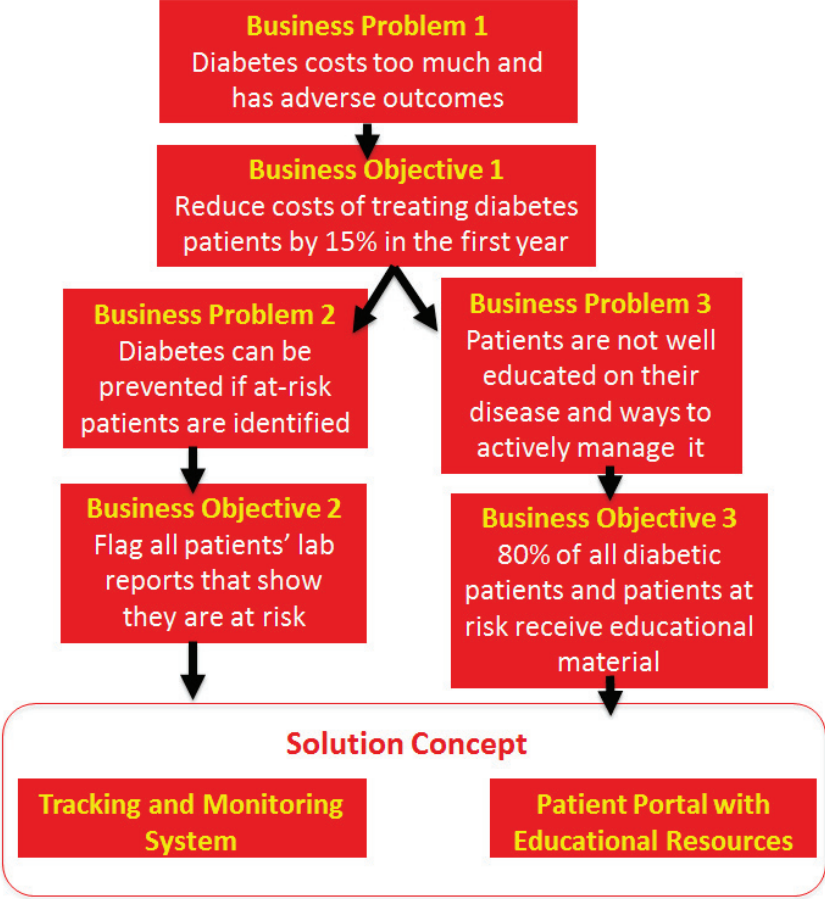 Business Problem 1
Diabetes costs too much and
has adverse outcomes
Business Objective 1
Reduce costs of treating diabetes
patients by 15% in the first year
Business Problem 2
Diabetes can be
prevented if at-risk
patients are identified
Business Problem 3
Patients are not well
educated on their
disease and ways to
actively manage it
Business Objective 2
Flag all patients’ lab
reports that show
they are at risk
Business Objective 3
80% of all diabetic
patients and patients at
risk receive educational
material
Solution Concept
Tracking and Monitoring
System
Patient Portal with
Educational Resources